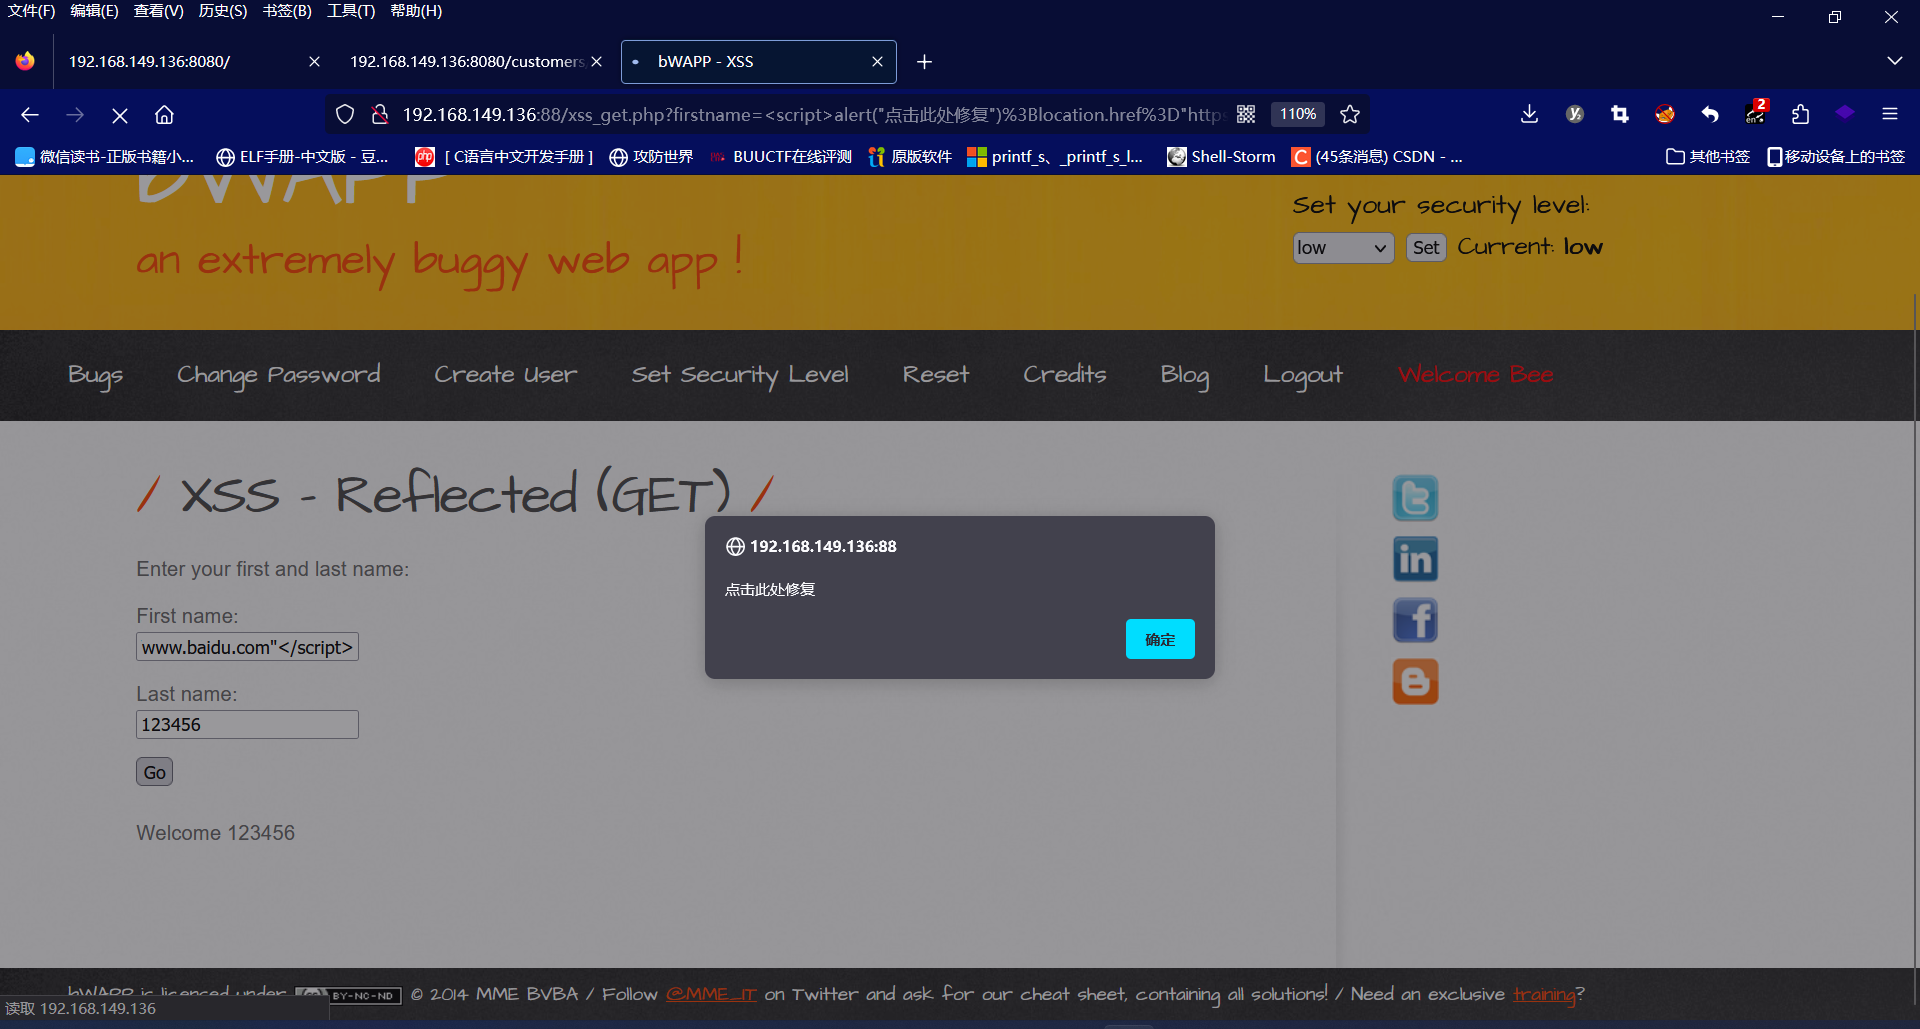 文件(F) 编辑(E) 查看(V) 历史(S) 书签(B) 工具(T) 帮助(H)
192.168.149.136:8080/
192.168.149.136:8080/customers
bWAPP - XSS
192.168.149.136:88/xss_get.php?firstname=<script>alert("点击此处修复")%3Blocation.href%3D"https
110%
2
en
微信读书-正版书籍小...
ELF手册-中文版 - 豆...
php
[ C语言中文开发手册 ]
攻防世界
BUUCTF在线评测
原版软件
printf_s、_printf_s_l...
Shell-Storm
C
(45条消息) CSDN - ...
其他书签
移动设备上的书签
bWAPP
an extremely buggy web app !
Set your security level:
low
Set
Current: low
Bugs
Change Password
Create User
Set Security Level
Reset
Credits
Blog
Logout
Welcome Bee
/ XSS - Reflected (GET) /
Enter your first and last name:
First name:
www.baidu.com"</script>
Last name:
123456
Go
Welcome 123456
192.168.149.136:88
点击此处修复
确定
in
f
bWAPP is licensed under BY-NC-ND © 2014 MME BVBA / Follow @MME_IT on Twitter and ask for our cheat sheet, containing all solutions! / Need an exclusive training?
读取 192.168.149.136